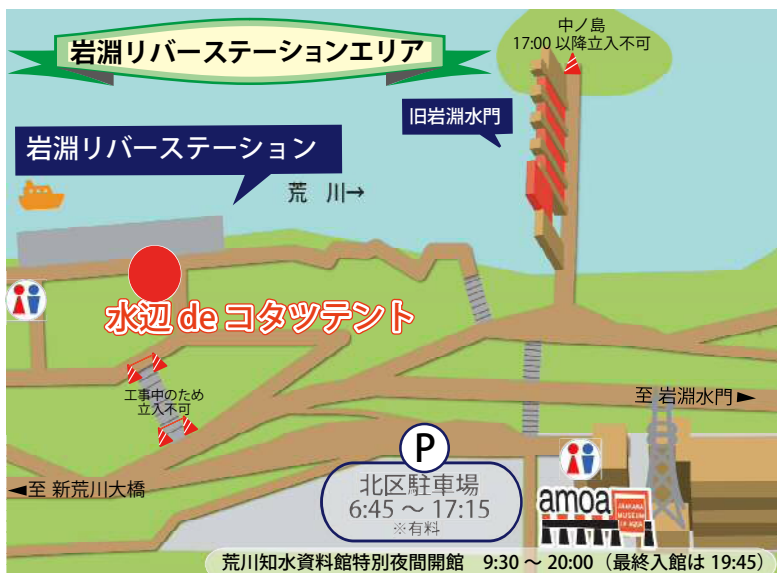 岩淵リバーステーションエリア
中ノ島
17:00 以降立入不可
旧岩淵水門
岩淵リバーステーション
荒 川→
水辺 de コタツテント
工事中のため
立入不可
至 岩淵水門►
◄至 新荒川大橋
P
北区駐車場
6:45 ～ 17:15
※有料
amoa
ARAKAWA
MUSEUM
OF AQUA
荒川知水資料館特別夜間開館 9:30 ～ 20:00（最終入館は 19:45）